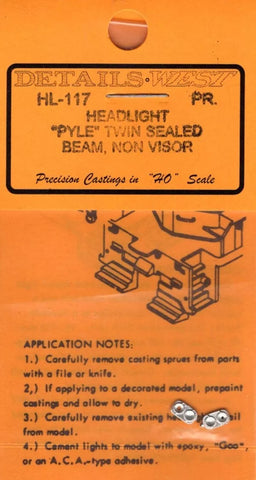 DETAILS WEST
HL-117 PR.
HEADLIGHT
"PYLE" TWIN SEALED
BEAM, NON VISOR
Precision Castings in "HO" Scale
APPLICATION NOTES:
1.) Carefully remove casting sprues from parts
with a file or knife.
2.) If applying to a decorated model, prepaint
castings and allow to dry.
3.) Carefully remove existing
from model.
4.) Cement lights to model with epoxy, "Goo",
or an A.C.A.-type adhesive.